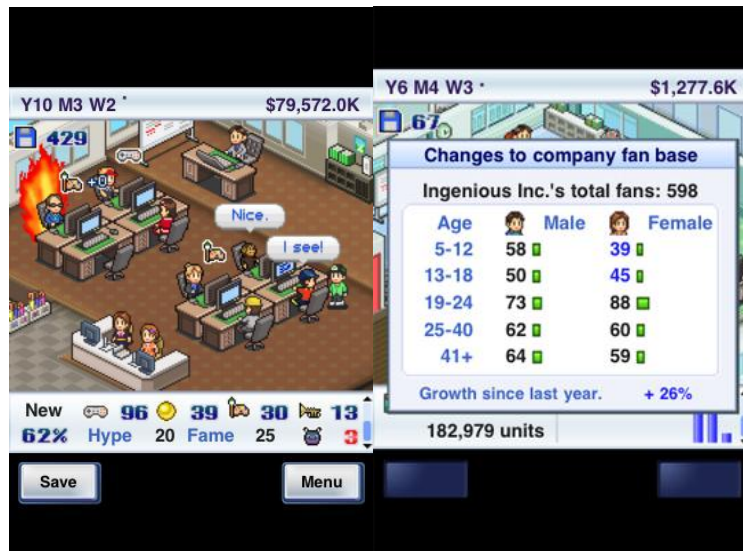 Y10 M3 W2 $79,572.0K
429
+0
Nice.
I see!
New 96 39 30 13
62% Hype 20 Fame 25 3
Save Menu
Y6 M4 W3 $1,277.6K
67
Changes to company fan base
Ingenious Inc.'s total fans: 598
Age Male Female
5-12 58 39
13-18 50 45
19-24 73 88
25-40 62 60
41+ 64 59
Growth since last year. + 26%
182,979 units